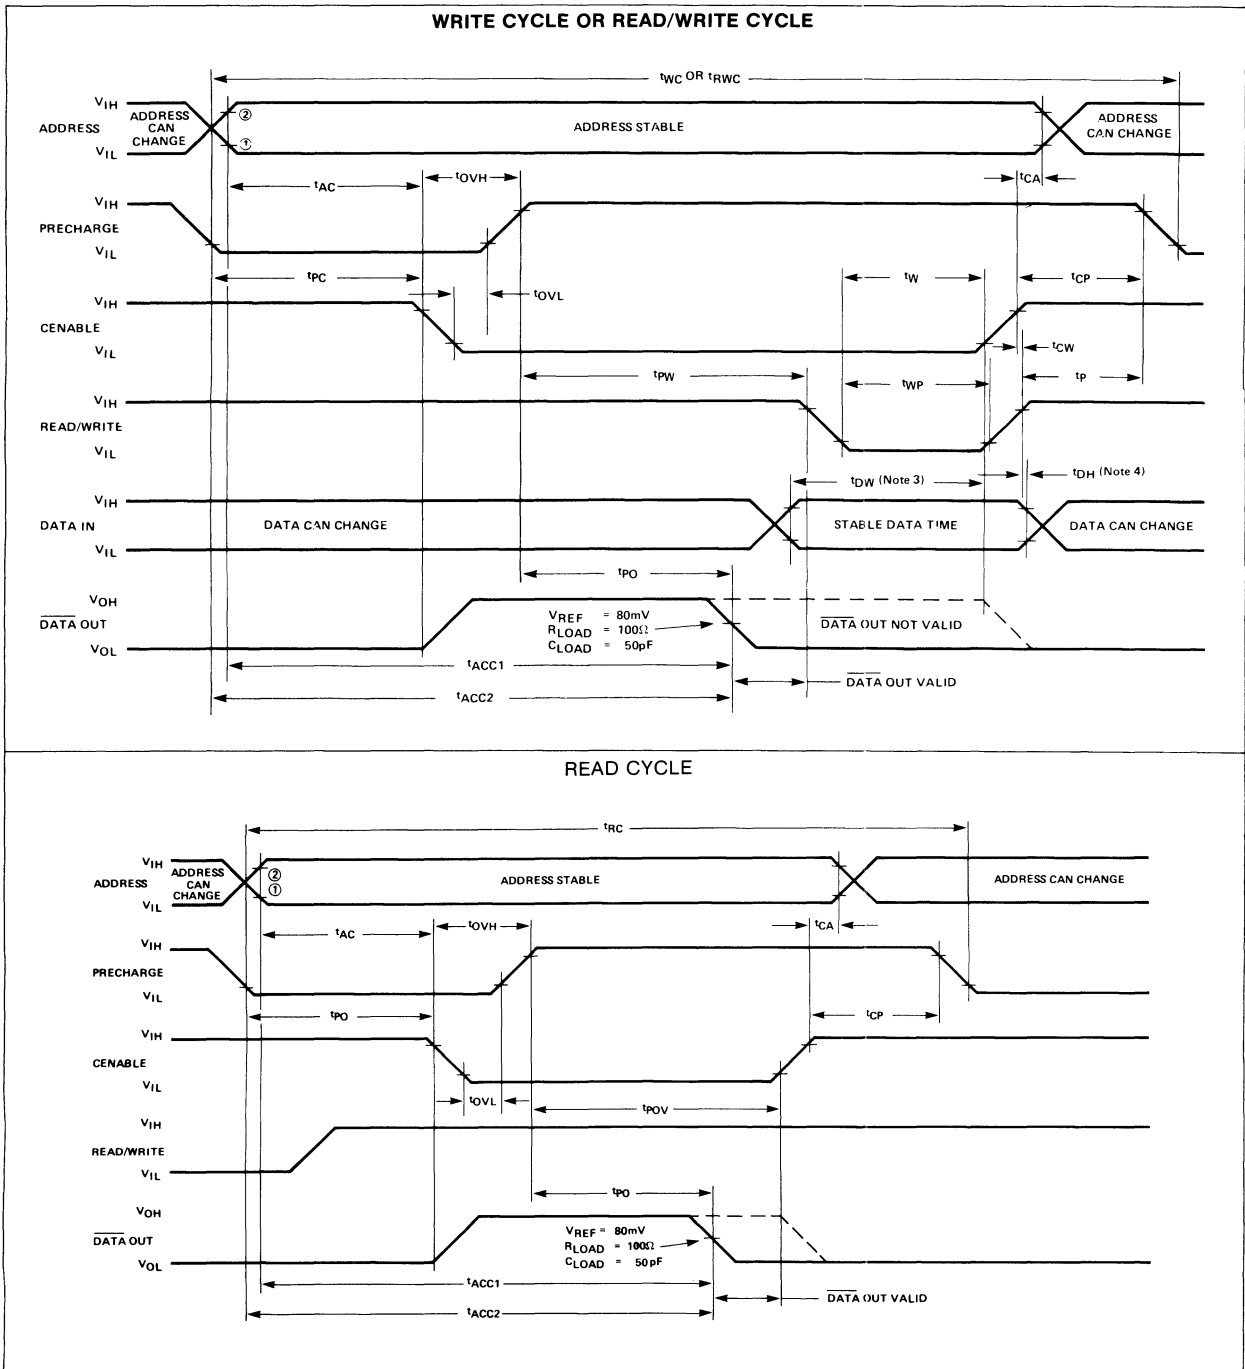 WRITE CYCLE OR READ/WRITE CYCLE
tWC OR tRWC
VIH
ADDRESS
VIL
ADDRESS CAN CHANGE
②
①
ADDRESS STABLE
ADDRESS CAN CHANGE
tAC
tOVH
tCA
VIH
PRECHARGE
VIL
tPC
tOVL
tW
tCP
VIH
CENABLE
VIL
tCW
tPW
tWP
tP
VIH
READ/WRITE
VIL
tDW (Note 3)
tDH (Note 4)
VIH
DATA IN
VIL
DATA CAN CHANGE
STABLE DATA TIME
DATA CAN CHANGE
tPO
VOH
DATA OUT
VOL
VREF = 80mV
RLOAD = 100Ω
CLOAD = 50pF
DATA OUT NOT VALID
tACC1
DATA OUT VALID
tACC2
READ CYCLE
tRC
VIH
ADDRESS
VIL
ADDRESS CAN CHANGE
②
①
ADDRESS STABLE
ADDRESS CAN CHANGE
tAC
tOVH
tCA
VIH
PRECHARGE
VIL
tPO
tCP
VIH
CENABLE
VIL
tOVL
tPOV
VIH
READ/WRITE
VIL
tPO
VOH
DATA OUT
VOL
VREF = 80mV
RLOAD = 100Ω
CLOAD = 50pF
tACC1
DATA OUT VALID
tACC2